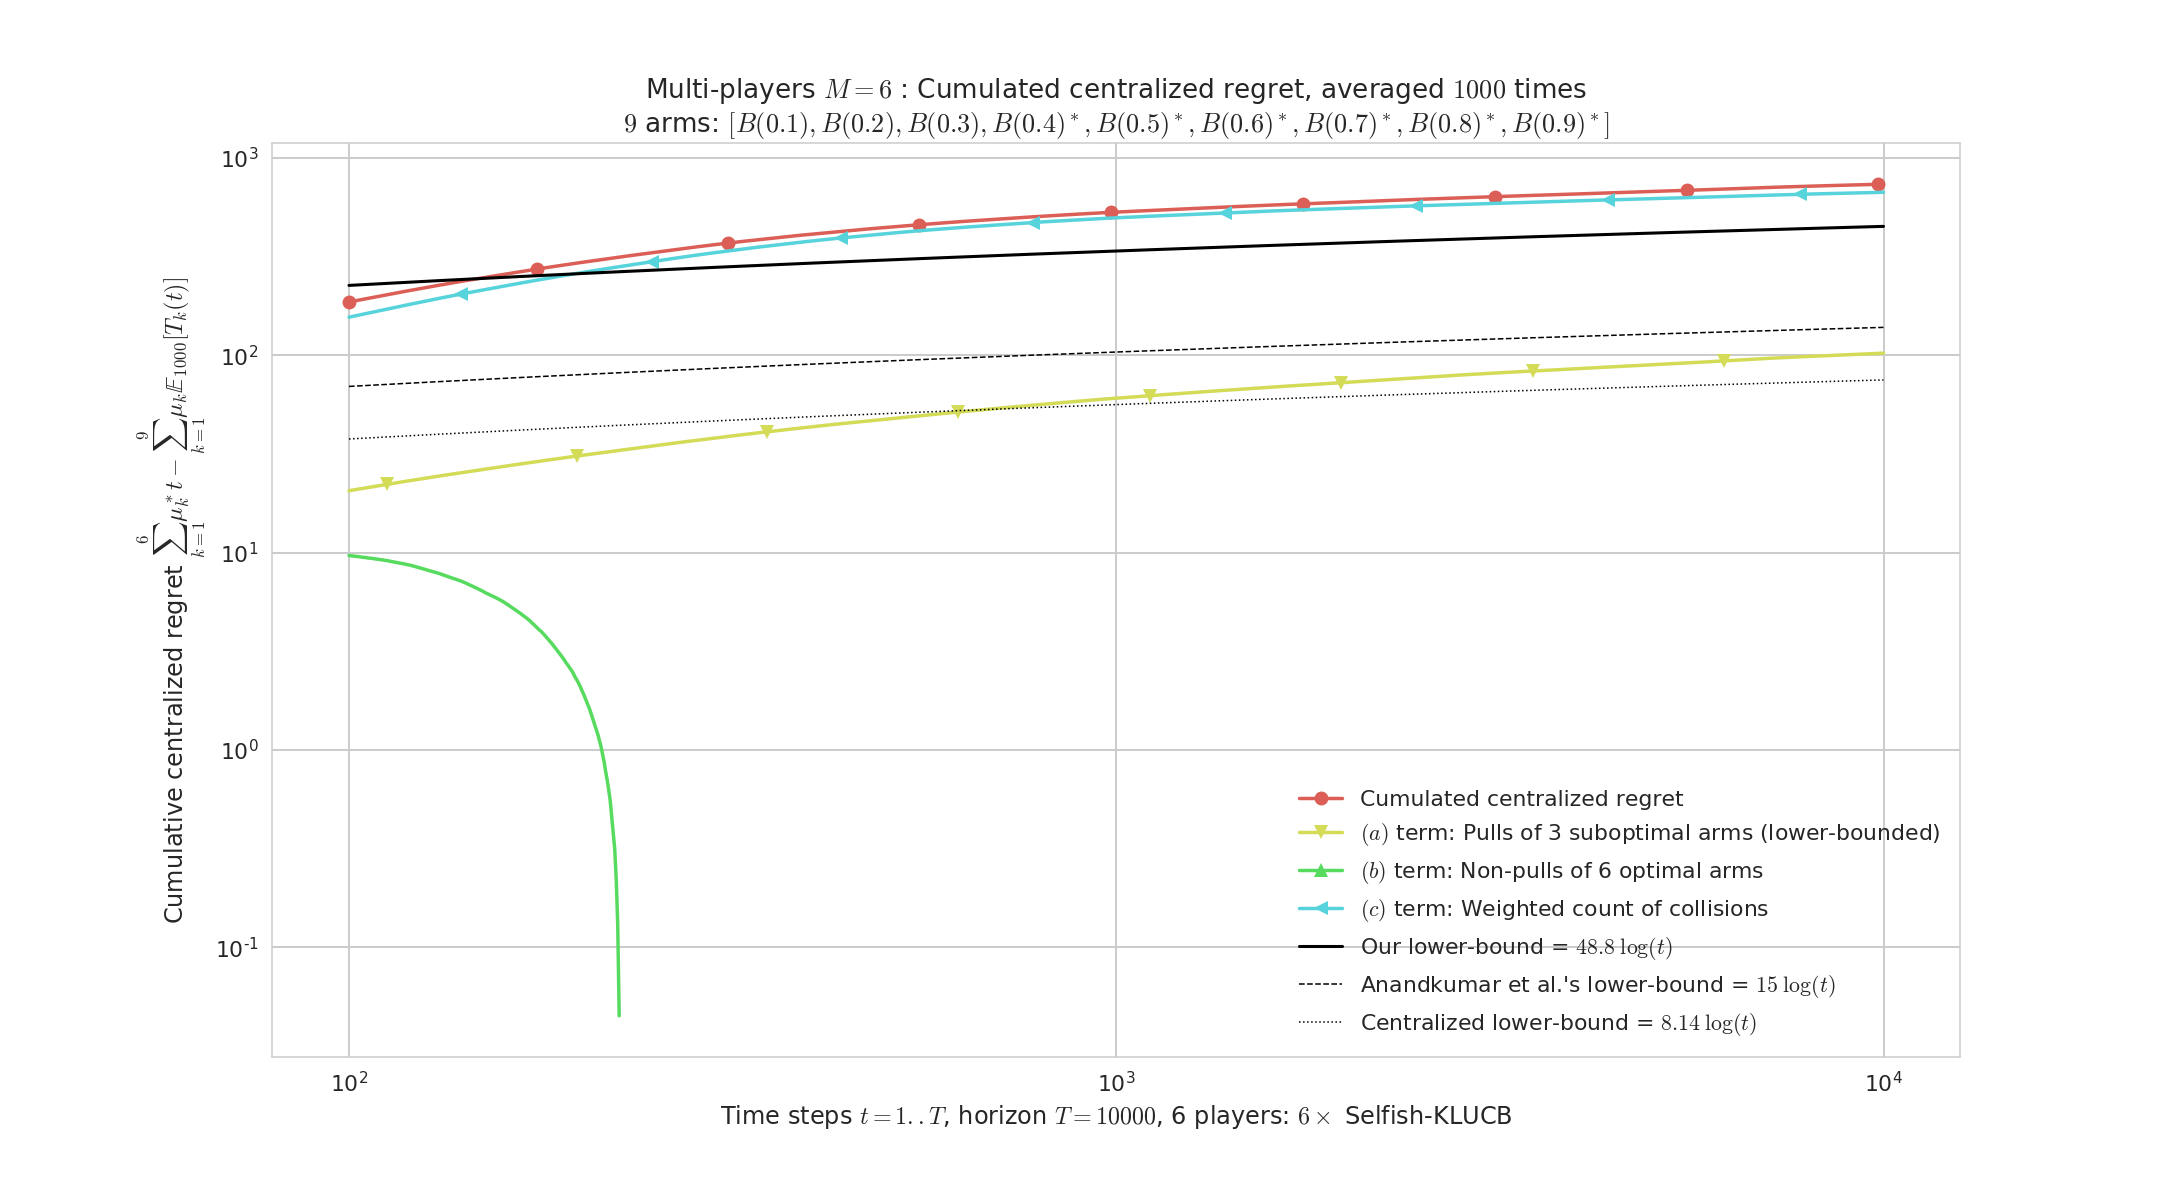 Multi-players M = 6 : Cumulated centralized regret, averaged 1000 times
9 arms: [B(0.1), B(0.2), B(0.3), B(0.4)*, B(0.5)*, B(0.6)*, B(0.7)*, B(0.8)*, B(0.9)*]
Cumulative centralized regret ∑_{k=1}^{6} μ_k^* t − ∑_{k=1}^{9} μ_k 𝔼_{1000}[T_k(t)]
10^3
10^2
10^1
10^0
10^-1
Cumulated centralized regret
(a) term: Pulls of 3 suboptimal arms (lower-bounded)
(b) term: Non-pulls of 6 optimal arms
(c) term: Weighted count of collisions
Our lower-bound = 48.8 log(t)
Anandkumar et al.'s lower-bound = 15 log(t)
Centralized lower-bound = 8.14 log(t)
10^2 10^3 10^4
Time steps t = 1..T, horizon T = 10000, 6 players: 6× Selfish-KLUCB